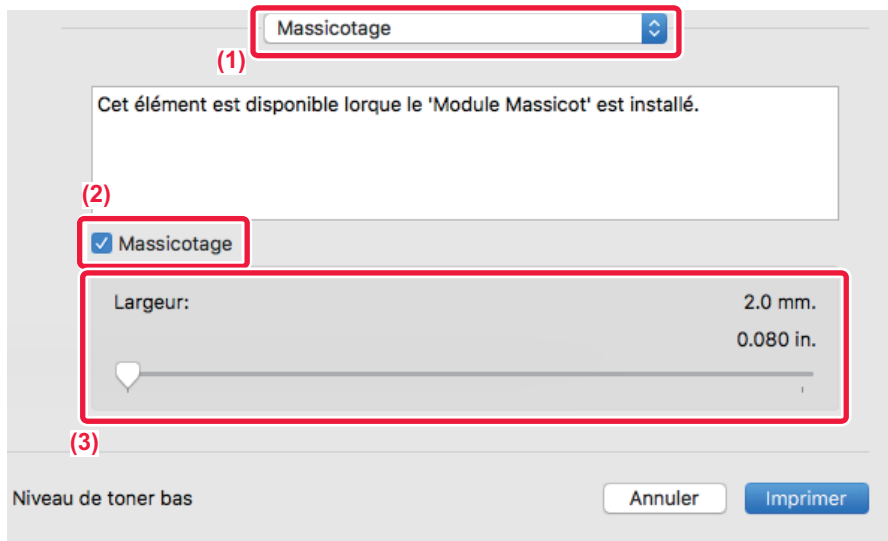 Massicotage
(1)
Cet élément est disponible lorque le 'Module Massicot' est installé.
(2)
Massicotage
Largeur: 2.0 mm.
0.080 in.
(3)
Niveau de toner bas Annuler Imprimer